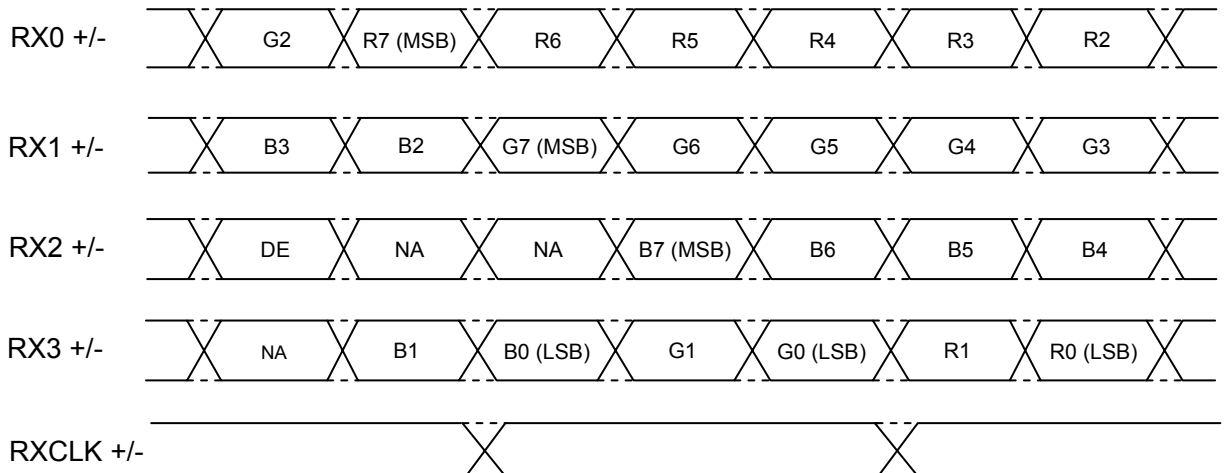 RX0 +/- G2 R7 (MSB) R6 R5 R4 R3 R2
RX1 +/- B3 B2 G7 (MSB) G6 G5 G4 G3
RX2 +/- DE NA NA B7 (MSB) B6 B5 B4
RX3 +/- NA B1 B0 (LSB) G1 G0 (LSB) R1 R0 (LSB)
RXCLK +/-